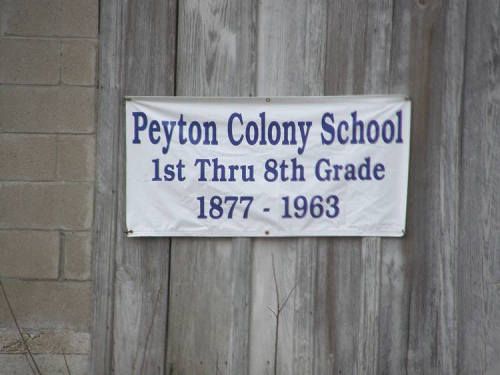 Peyton Colony School
1st Thru 8th Grade
1877 - 1963